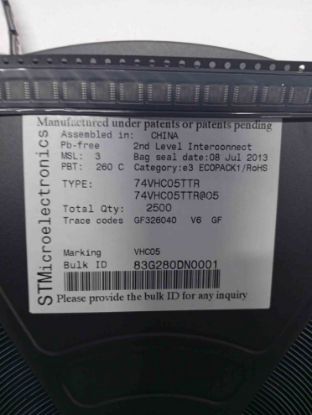 Manufactured under patents or patents pending
STMicroelectronics
Assembled in: CHINA
Pb-free 2nd Level Interconnect
MSL: 3 Bag seal date:08 Jul 2013
PBT: 260 C Category:e3 ECOPACK1/RoHS
TYPE: 74VHC05TTR
74VHC05TTR@05
Total Qty: 2500
Trace codes GF326040 V6 GF
Marking VHC05
Bulk ID 83G280DN0001
Please provide the bulk ID for any inquiry